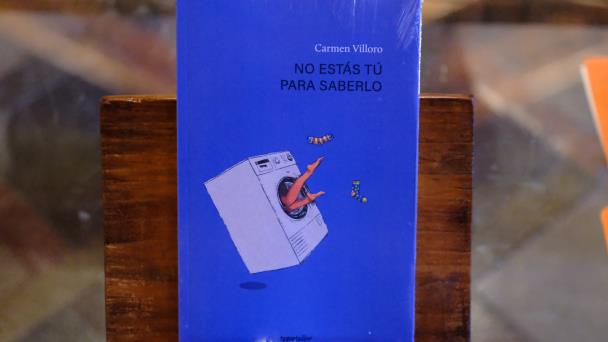 Carmen Villoro
NO ESTÁS TÚ
PARA SABERLO